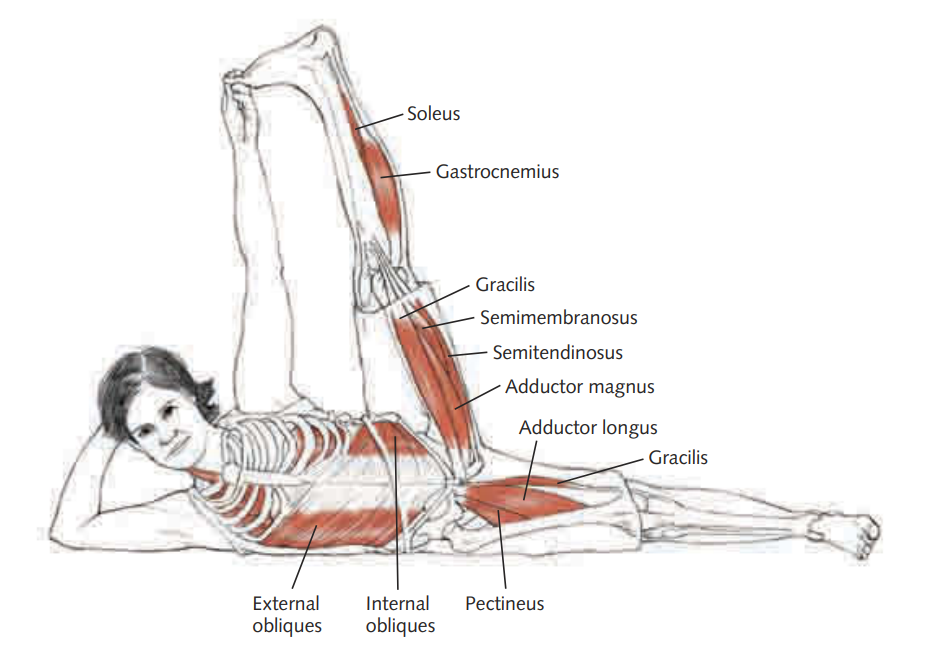 Soleus
Gastrocnemius
Gracilis
Semimembranosus
Semitendinosus
Adductor magnus
Adductor longus
Gracilis
External
obliques
Internal
obliques
Pectineus